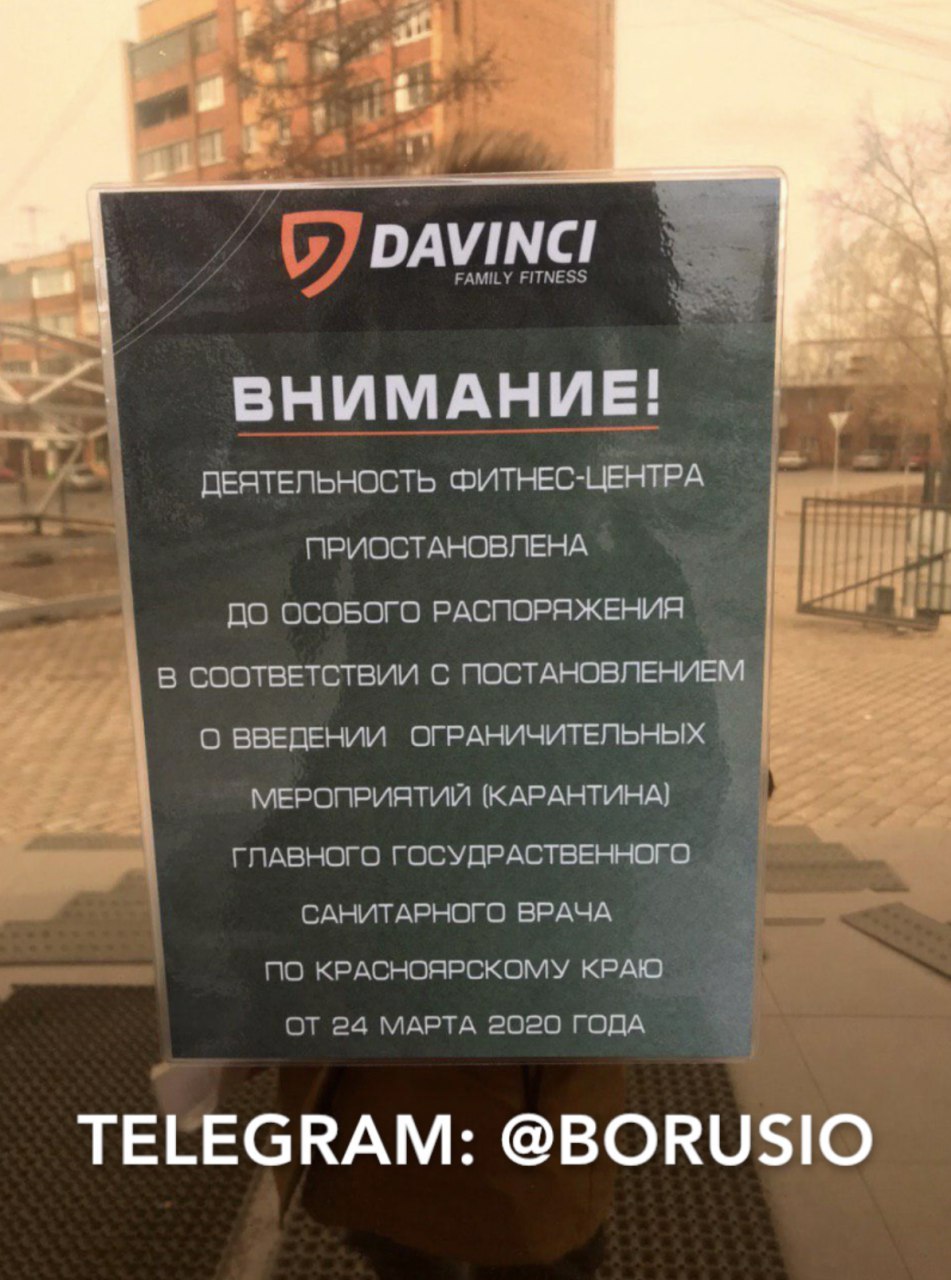 DAVINCI
FAMILY FITNESS
ВНИМАНИЕ!
ДЕЯТЕЛЬНОСТЬ ФИТНЕС-ЦЕНТРА
ПРИОСТАНОВЛЕНА
ДО ОСОБОГО РАСПОРЯЖЕНИЯ
В СООТВЕТСТВИИ С ПОСТАНОВЛЕНИЕМ
О ВВЕДЕНИИ ОГРАНИЧИТЕЛЬНЫХ
МЕРОПРИЯТИЙ (КАРАНТИНА)
ГЛАВНОГО ГОСУДРАСТВЕННОГО
САНИТАРНОГО ВРАЧА
ПО КРАСНОЯРСКОМУ КРАЮ
ОТ 24 МАРТА 2020 ГОДА
TELEGRAM: @BORUSIO